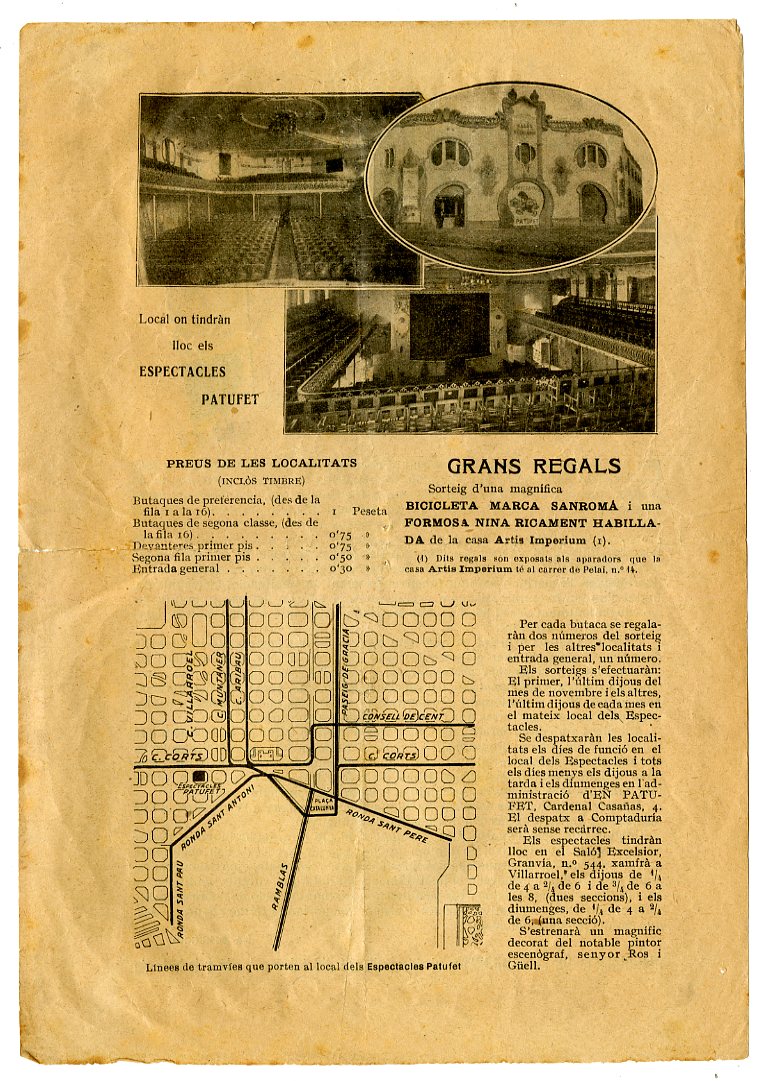 PATUFET
Local on tindràn
lloc els
ESPECTACLES
PATUFET
PREUS DE LES LOCALITATS
(INCLÒS TIMBRE)
Butaques de preferencia, (des de la
fila 1 a la 16). . . . . . . . 1 Peseta
Butaques de segona classe, (des de
la fila 16) . . . . . . . . 0'75 »
Devanteres primer pis . . . . . 0'75 »
Segona fila primer pis . . . . . 0'50 »
Entrada general . . . . . . . 0'30 »
GRANS REGALS
Sorteig d'una magnífica
BICICLETA MARCA SANROMÁ i una
FORMOSA NINA RICAMENT HABILLA-
DA de la casa Artis Imperium (1).
(1) Dits regals son exposats als aparadors que la
casa Artis Imperium té al carrer de Pelai, n.º 14.
C. VILLARROEL
C. MUNTANER
C. ARIBAU
PASEIG-DE-GRACIA
CONSELL DE CENT
C. CORTS
C. CORTS
ESPECTACLES
PATUFET
RONDA SANT ANTONI
PLAÇA
CATALUNYA
RONDA SANT PERE
RONDA SANT PAU
RAMBLAS
Línees de tramvíes que porten al local dels Espectacles Patufet
Per cada butaca se regala-
ràn dos números del sorteig
i per les altres localitats i
entrada general, un número.
Els sorteigs s'efectuaràn:
El primer, l'últim dijous del
mes de novembre i els altres,
l'últim dijous de cada mes en
el mateix local dels Espec-
tacles.
Se despatxaràn les locali-
tats els díes de funció en el
local dels Espectacles i tots
els díes menys els dijous a la
tarda i els diumenges en l'ad-
ministració d'EN PATU-
FET, Cardenal Casañas, 4.
El despatx a Comptaduría
serà sense recàrrec.
Els espectacles tindràn
lloc en el Saló Excelsior,
Granvía, n.º 544, xamfrà a
Villarroel, els dijous de 1/4
de 4 a 2/4 de 6 i de 3/4 de 6 a
les 8, (dues seccions), i els
diumenges, de 1/4 de 4 a 2/4
de 6, (una secció).
S'estrenarà un magnífic
decorat del notable pintor
escenògraf, senyor Ros i
Güell.